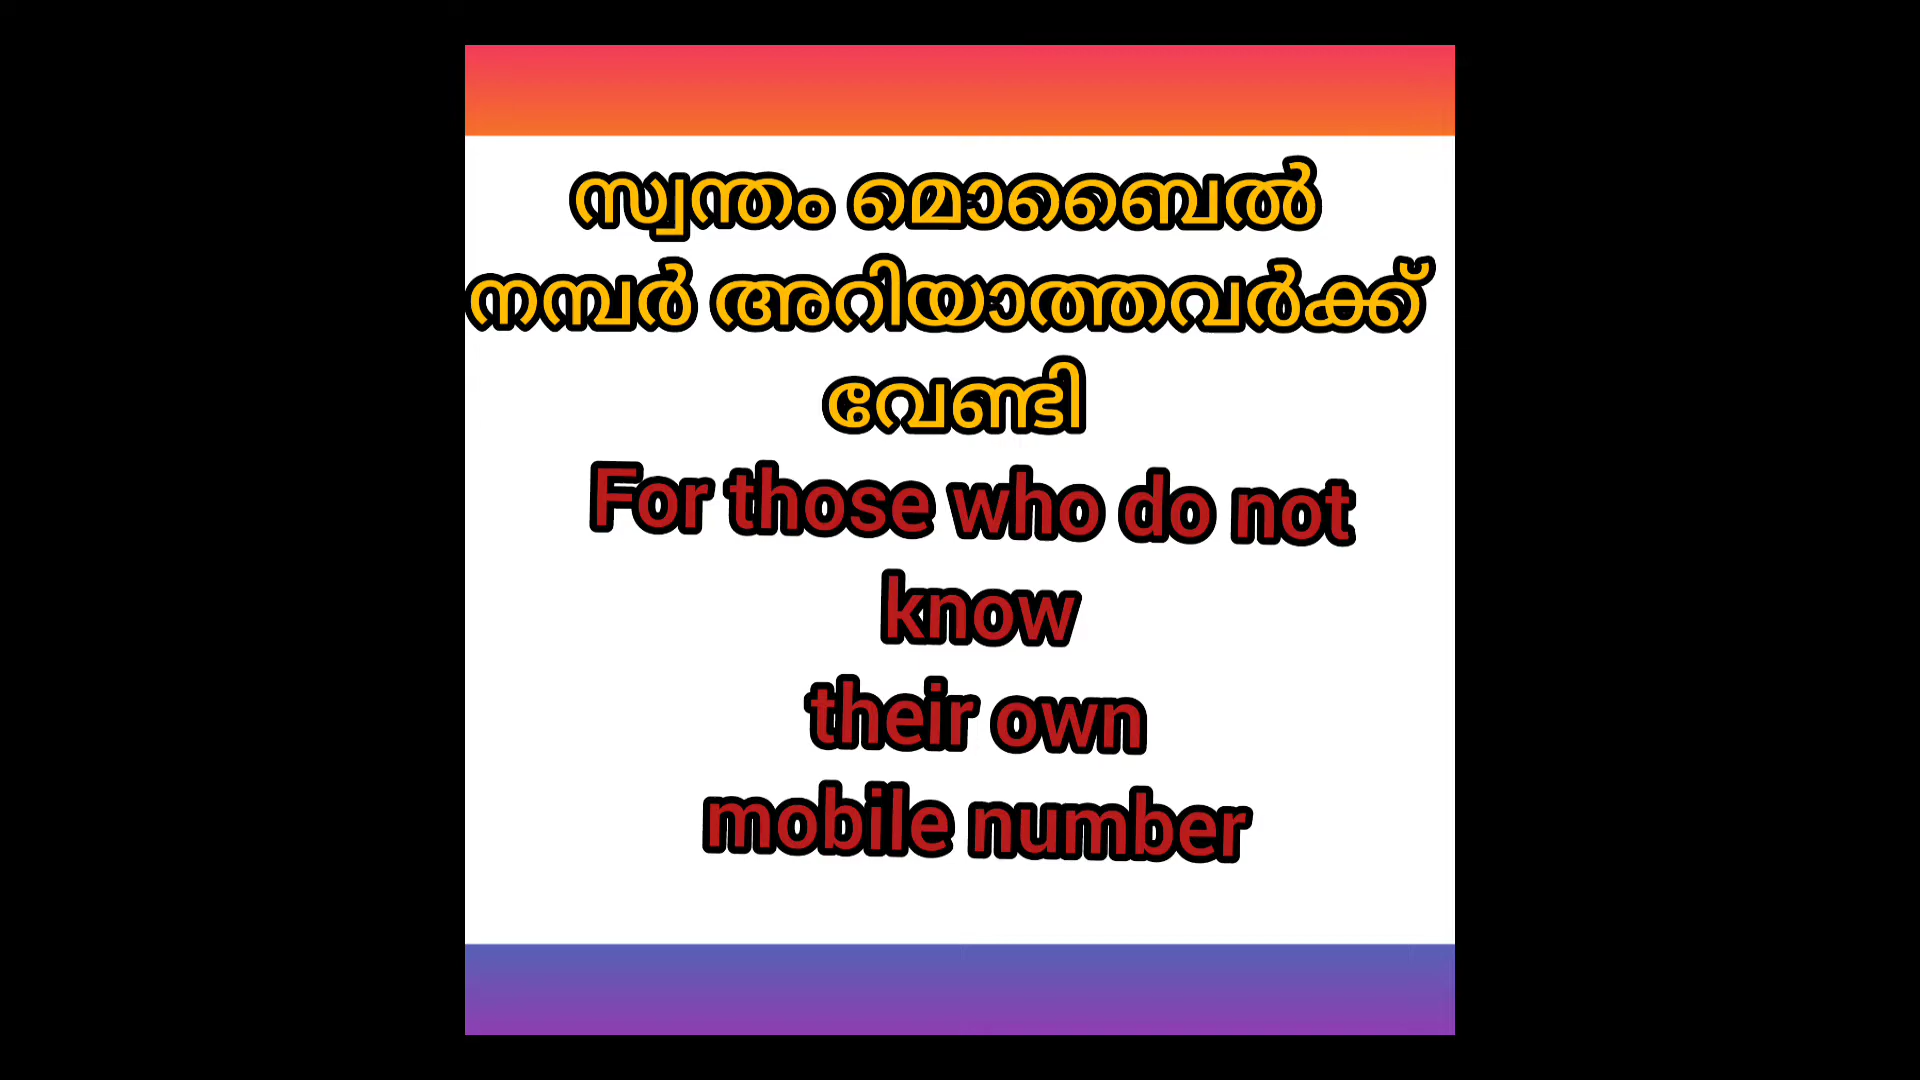 സ്വന്തം മൊബൈൽ
നമ്പർ അറിയാത്തവർക്ക്
വേണ്ടി
For those who do not
know
their own
mobile number